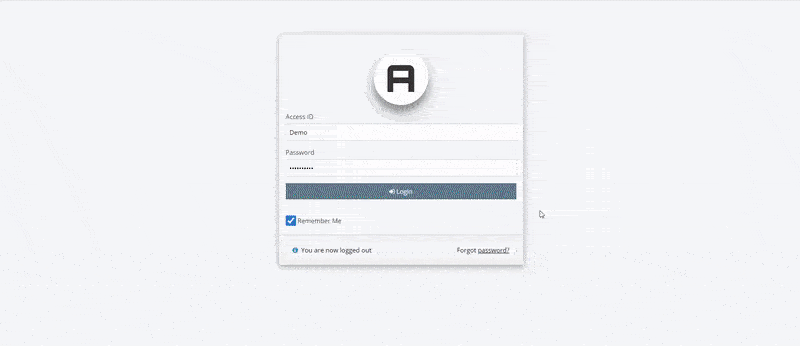 A
Access ID
Demo
Password
••••••••••
Login
Remember Me
You are now logged out
Forgot password?